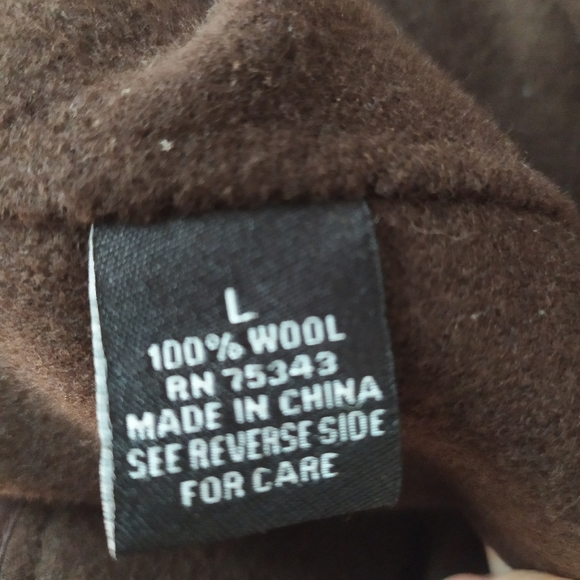 L
100% WOOL
RN 75343
MADE IN CHINA
SEE REVERSE SIDE
FOR CARE